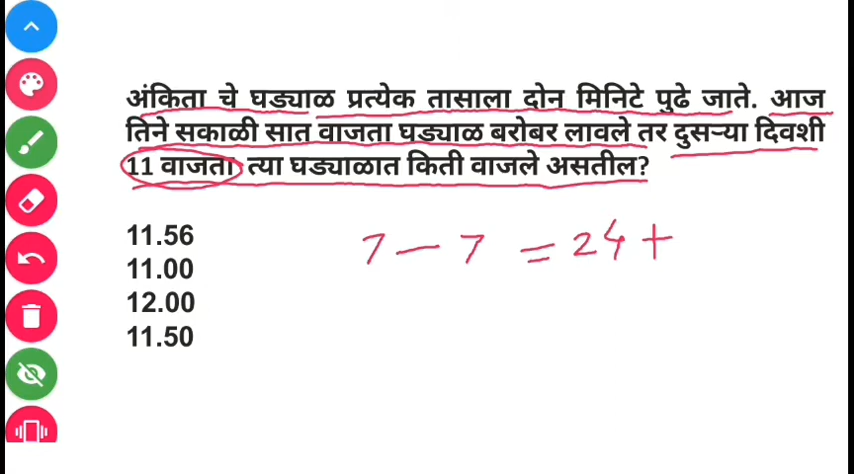 अंकिता चे घड्याळ प्रत्येक तासाला दोन मिनिटे पुढे जाते. आज
तिने सकाळी सात वाजता घड्याळ बरोबर लावले तर दुसऱ्या दिवशी
11 वाजता त्या घड्याळात किती वाजले असतील?
11.56
7 — 7 = 24 +
11.00
12.00
11.50